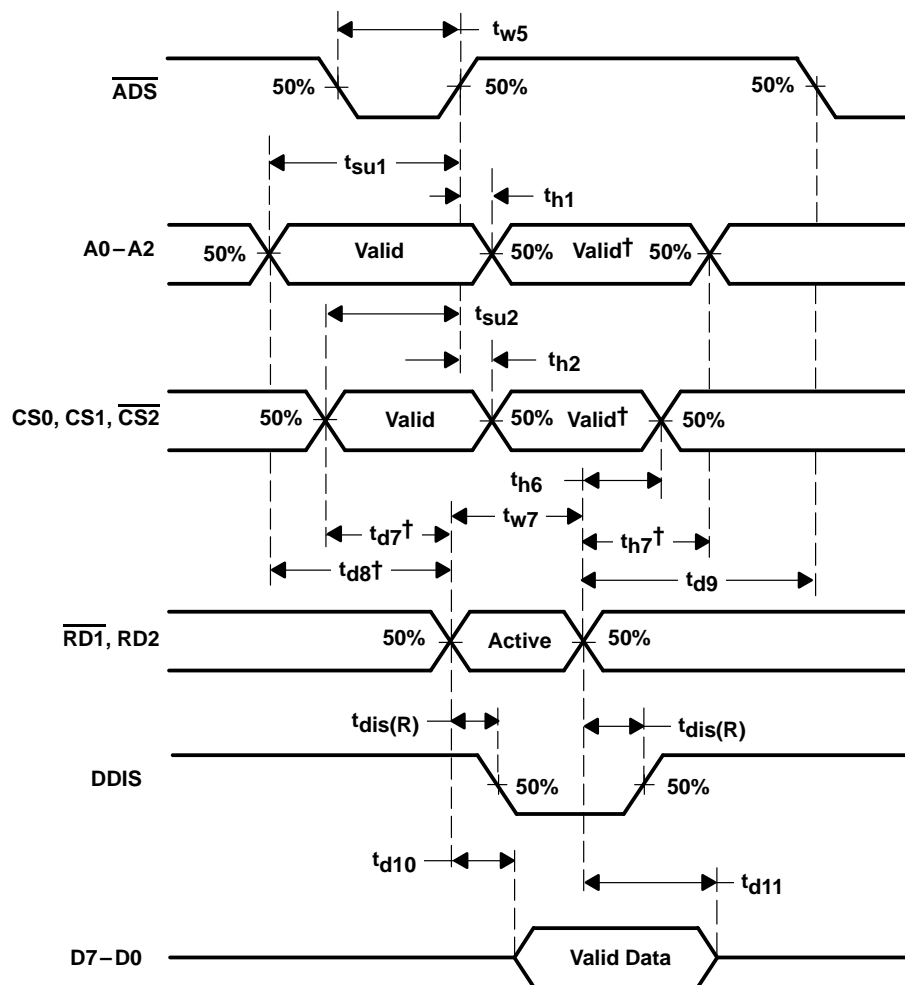 tw5
ADS 50% 50% 50%
tsu1
th1
A0–A2 50% Valid 50% Valid† 50%
tsu2
th2
CS0, CS1, CS2 50% Valid 50% Valid† 50%
th6
tw7
td7† th7†
td8† td9
RD1, RD2 50% Active 50%
tdis(R) tdis(R)
DDIS 50% 50%
td10 td11
D7–D0 Valid Data